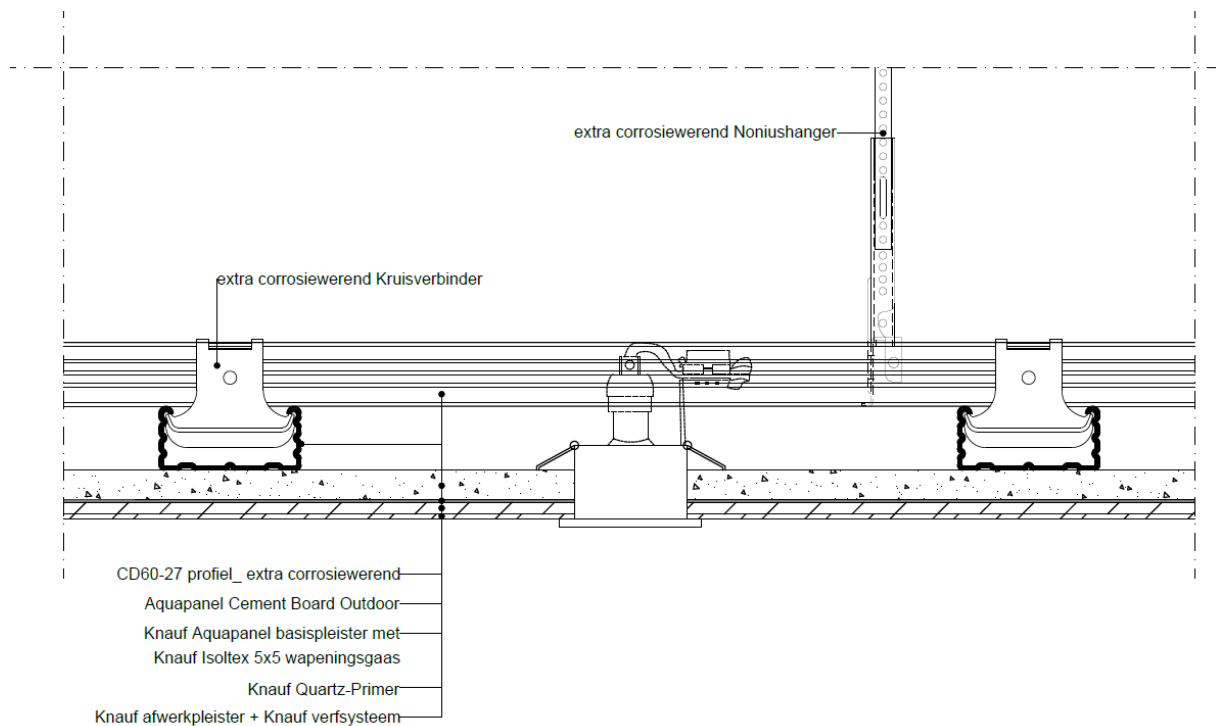 extra corrosiewerend Noniushanger
extra corrosiewerend Kruisverbinder
CD60-27 profiel_ extra corrosiewerend
Aquapanel Cement Board Outdoor
Knauf Aquapanel basispleister met
Knauf Isoltex 5x5 wapeningsgaas
Knauf Quartz-Primer
Knauf afwerkpleister + Knauf verfsysteem